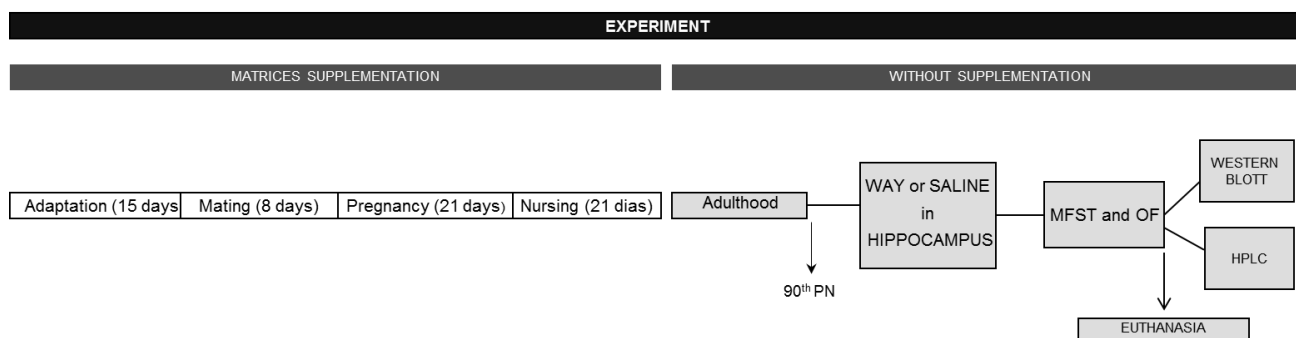 EXPERIMENT
MATRICES SUPPLEMENTATION
WITHOUT SUPPLEMENTATION
Adaptation (15 days
Mating (8 days)
Pregnancy (21 days)
Nursing (21 dias)
Adulthood
90th PN
WAY or SALINE
in
HIPPOCAMPUS
MFST and OF
WESTERN
BLOTT
HPLC
EUTHANASIA